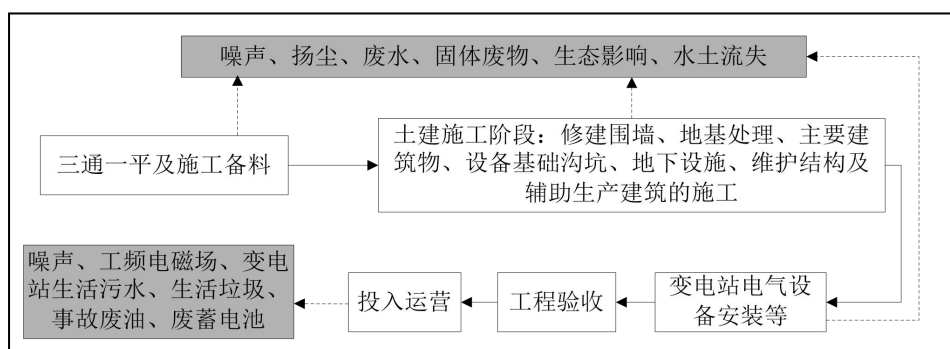 噪声、扬尘、废水、固体废物、生态影响、水土流失
三通一平及施工备料
土建施工阶段：修建围墙、地基处理、主要建
筑物、设备基础沟坑、地下设施、维护结构及
辅助生产建筑的施工
噪声、工频电磁场、变电
站生活污水、生活垃圾、
事故废油、废蓄电池
投入运营
工程验收
变电站电气设
备安装等